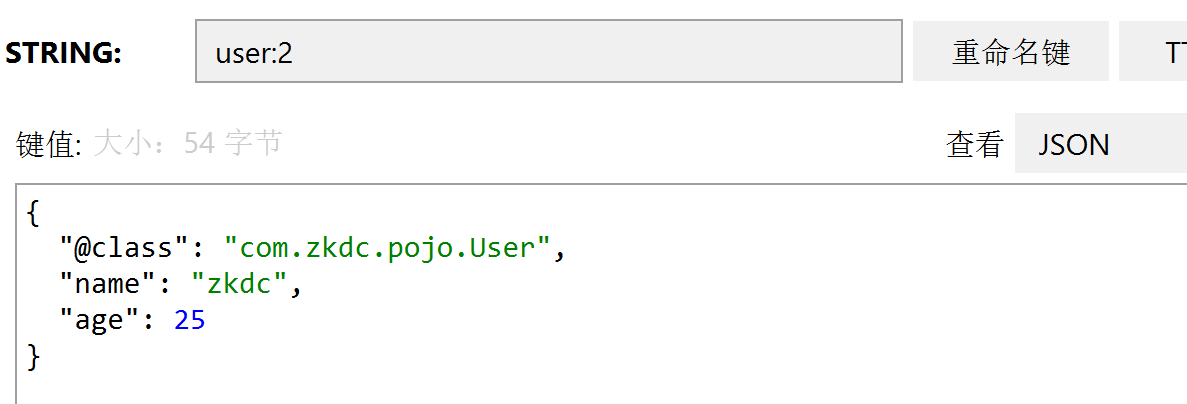 STRING: user:2 重命名键 TT
键值: 大小：54 字节 查看 JSON
{
  "@class": "com.zkdc.pojo.User",
  "name": "zkdc",
  "age": 25
}